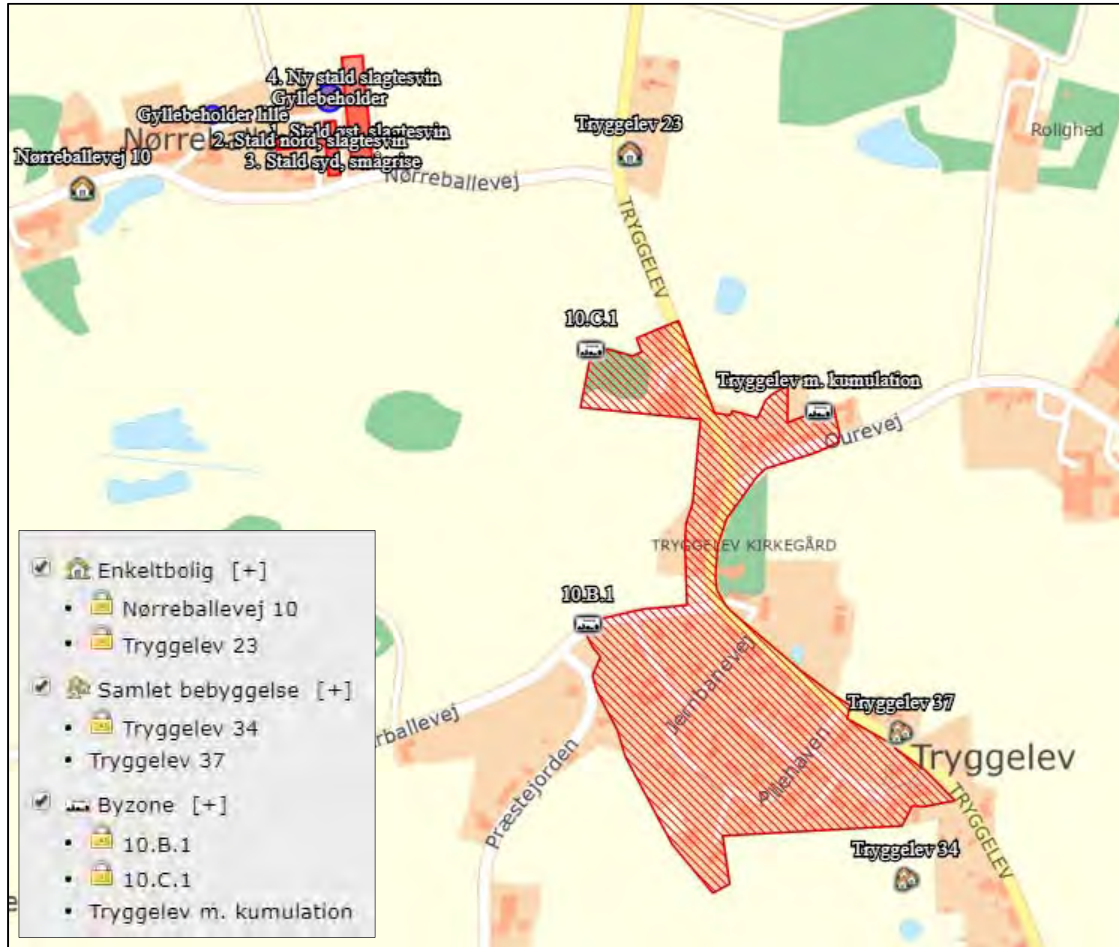 4. Ny stald slagtesvin
Gyllebeholder
Gyllebeholder lille
1. Stald øst, slagtesvin
2. Stald nord, slagtesvin
3. Stald syd, smågrise
Nørreballevej 10
Nørreballevej
Tryggelev 23
Rolighed
TRYGGELEV
10.C.1
Tryggelev m. kumulation
Ourevej
TRYGGELEV KIRKEGÅRD
10.B.1
Jernbanevej
Pilehaven
Præstejorden
Tryggelev 37
Tryggelev
TRYGGELEV
Tryggelev 34
Enkeltbolig [+]
Nørreballevej 10
Tryggelev 23
Samlet bebyggelse [+]
Tryggelev 34
Tryggelev 37
Byzone [+]
10.B.1
10.C.1
Tryggelev m. kumulation